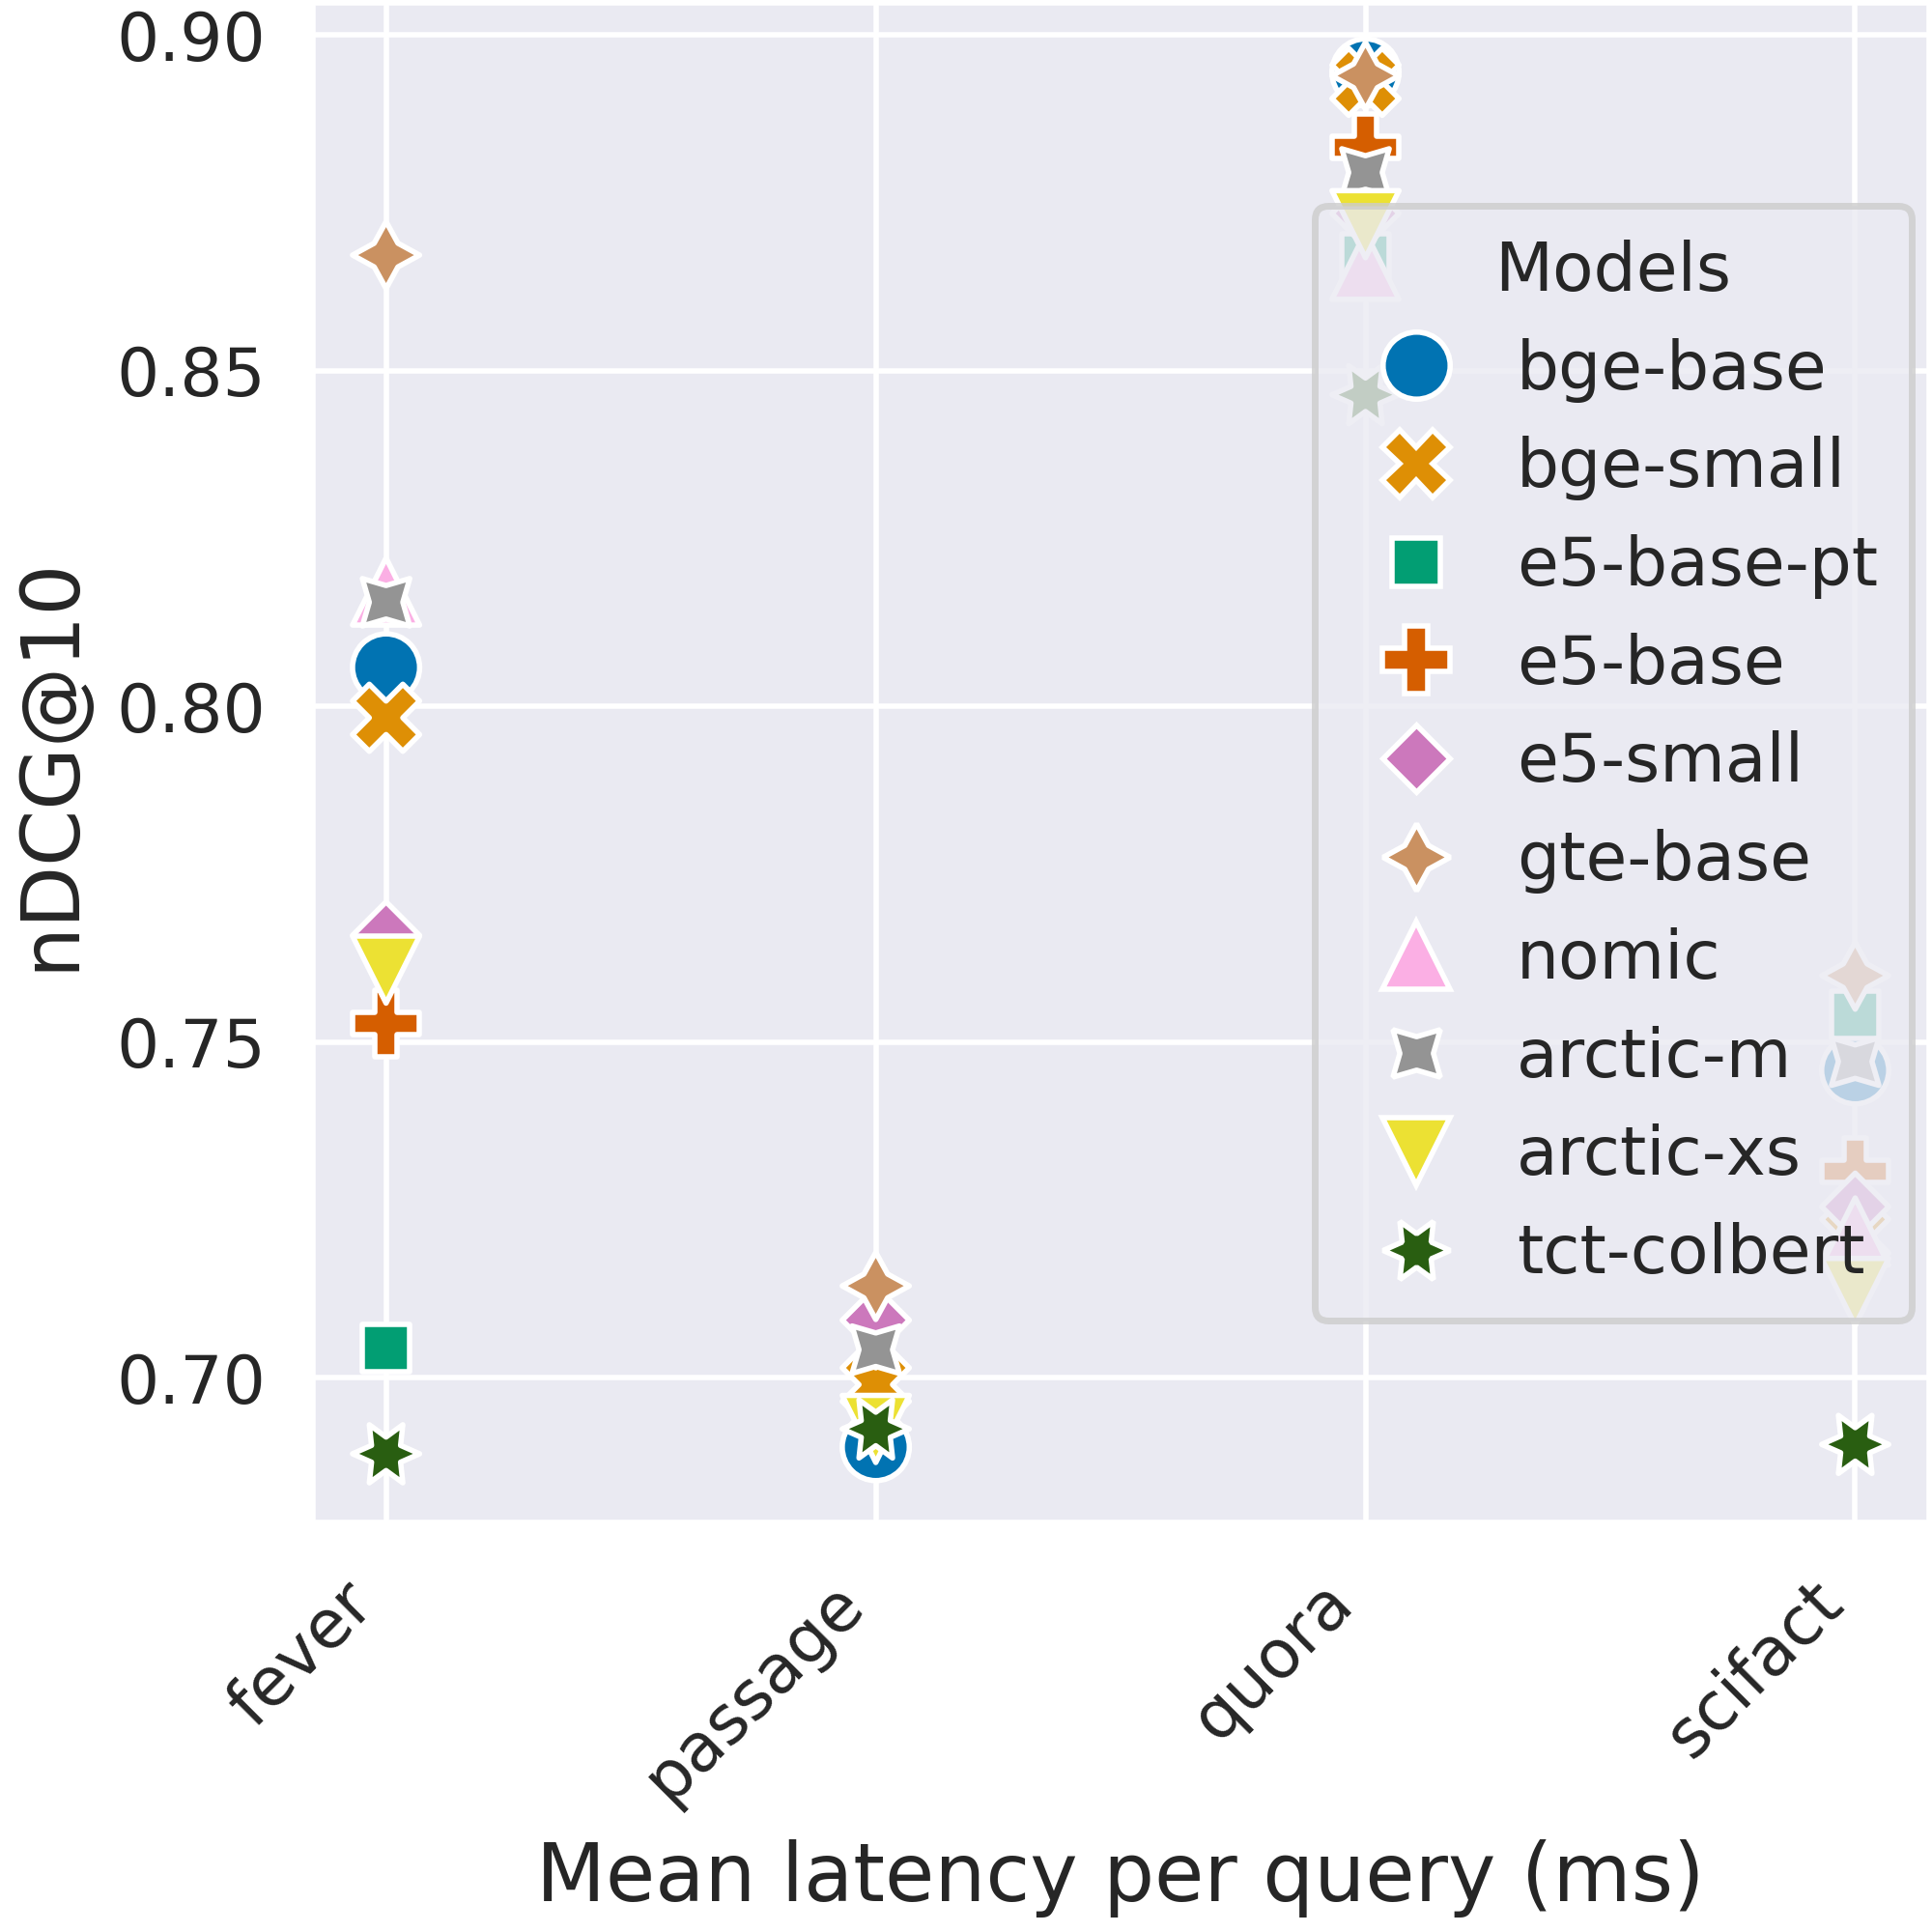 nDCG@10
0.90
0.85
0.80
0.75
0.70
Models
bge-base
bge-small
e5-base-pt
e5-base
e5-small
gte-base
nomic
arctic-m
arctic-xs
tct-colbert
fever
passage
quora
scifact
Mean latency per query (ms)